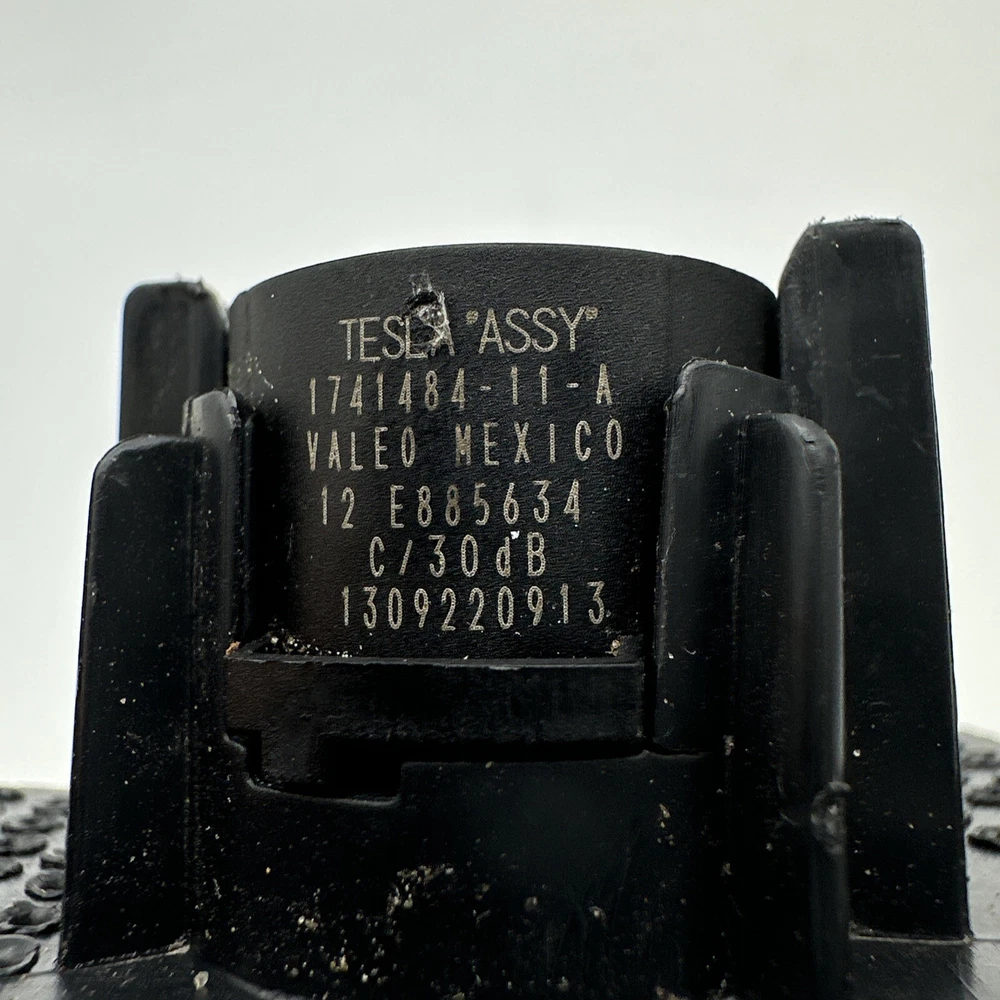 TESLA "ASSY"
1741484-11-A
VALEO MEXICO
12 E885634
C/30dB
1309220913